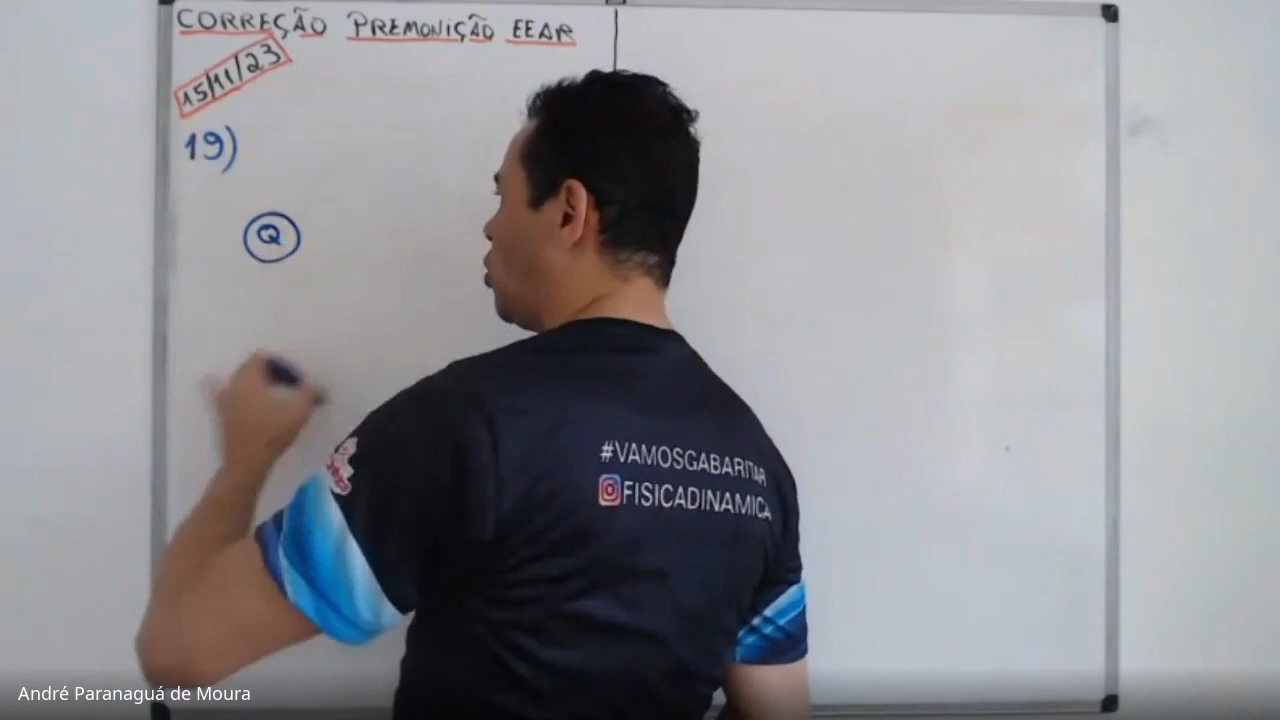 CORREÇÃO PREMONIÇÃO EEAR
15/11/23
19)
Q
#VAMOSGABARITAR
FISICADINAMICA
André Paranaguá de Moura